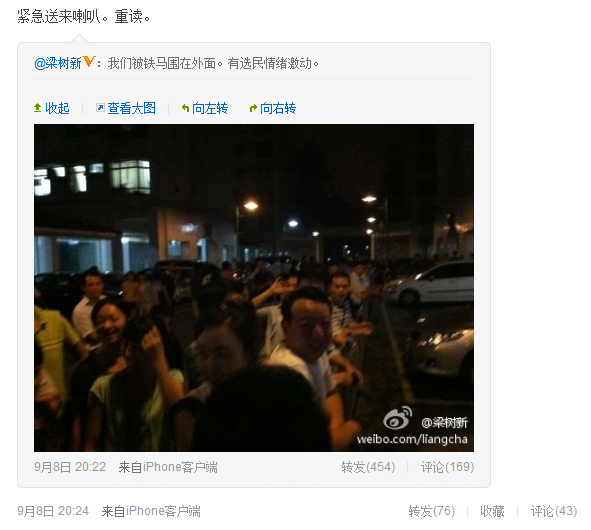 紧急送来喇叭。重读。
@梁树新V：我们被铁马围在外面。有选民情绪激动。
收起 | 查看大图 | 向左转 向右转
@梁树新
weibo.com/liangcha
9月8日 20:22 来自iPhone客户端 转发(454) | 评论(169)
9月8日 20:24 来自iPhone客户端 转发(76) | 收藏 | 评论(43)